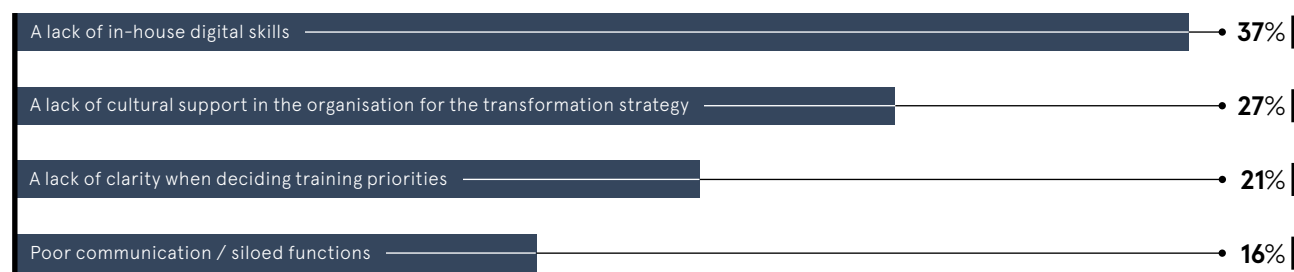 A lack of in-house digital skills 37%
A lack of cultural support in the organisation for the transformation strategy 27%
A lack of clarity when deciding training priorities 21%
Poor communication / siloed functions 16%